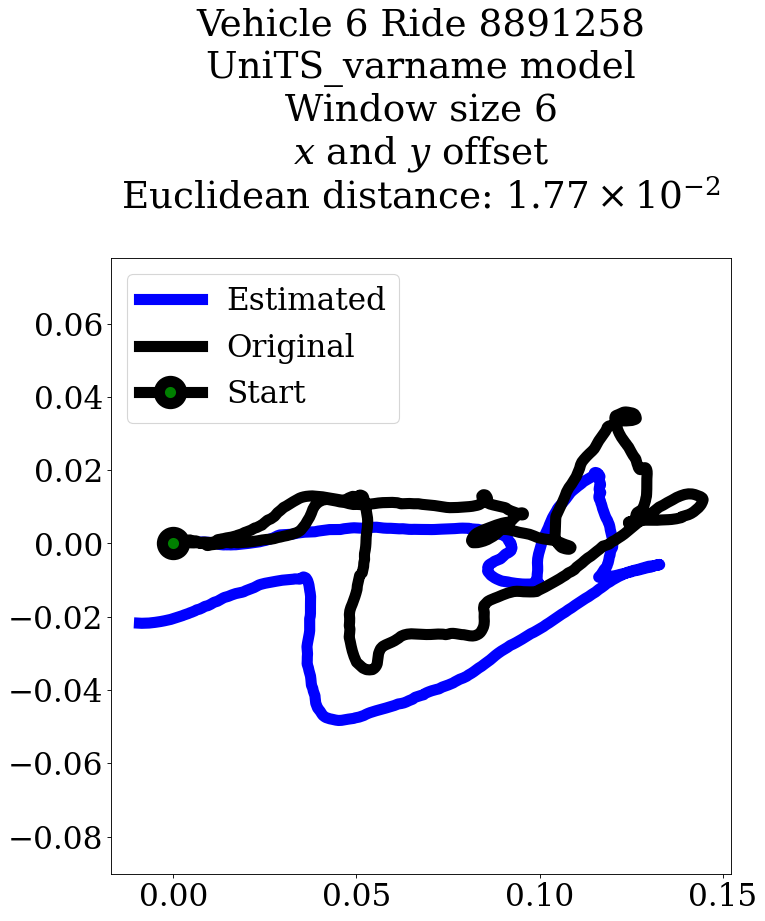 Vehicle 6 Ride 8891258
UniTS_varname model
Window size 6
x and y offset
Euclidean distance: 1.77 × 10⁻²
Estimated
Original
Start
0.06
0.04
0.02
0.00
−0.02
−0.04
−0.06
−0.08
0.00 0.05 0.10 0.15